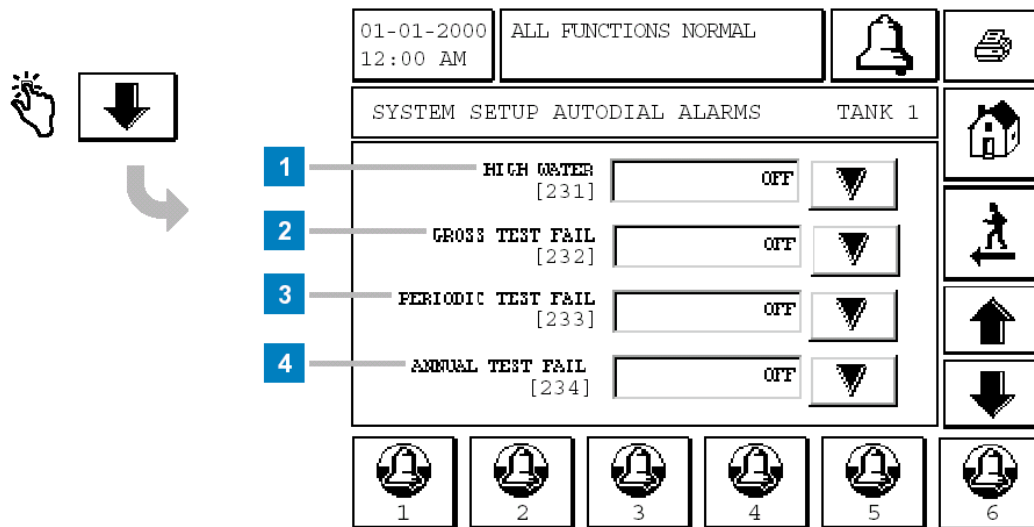 01-01-2000
12:00 AM
ALL FUNCTIONS NORMAL
SYSTEM SETUP AUTODIAL ALARMS TANK 1
1
HIGH WATER
OFF
[231]
2
GROSS TEST FAIL
OFF
[232]
3
PERIODIC TEST FAIL
OFF
[233]
4
ANNUAL TEST FAIL
OFF
[234]
1 2 3 4 5 6